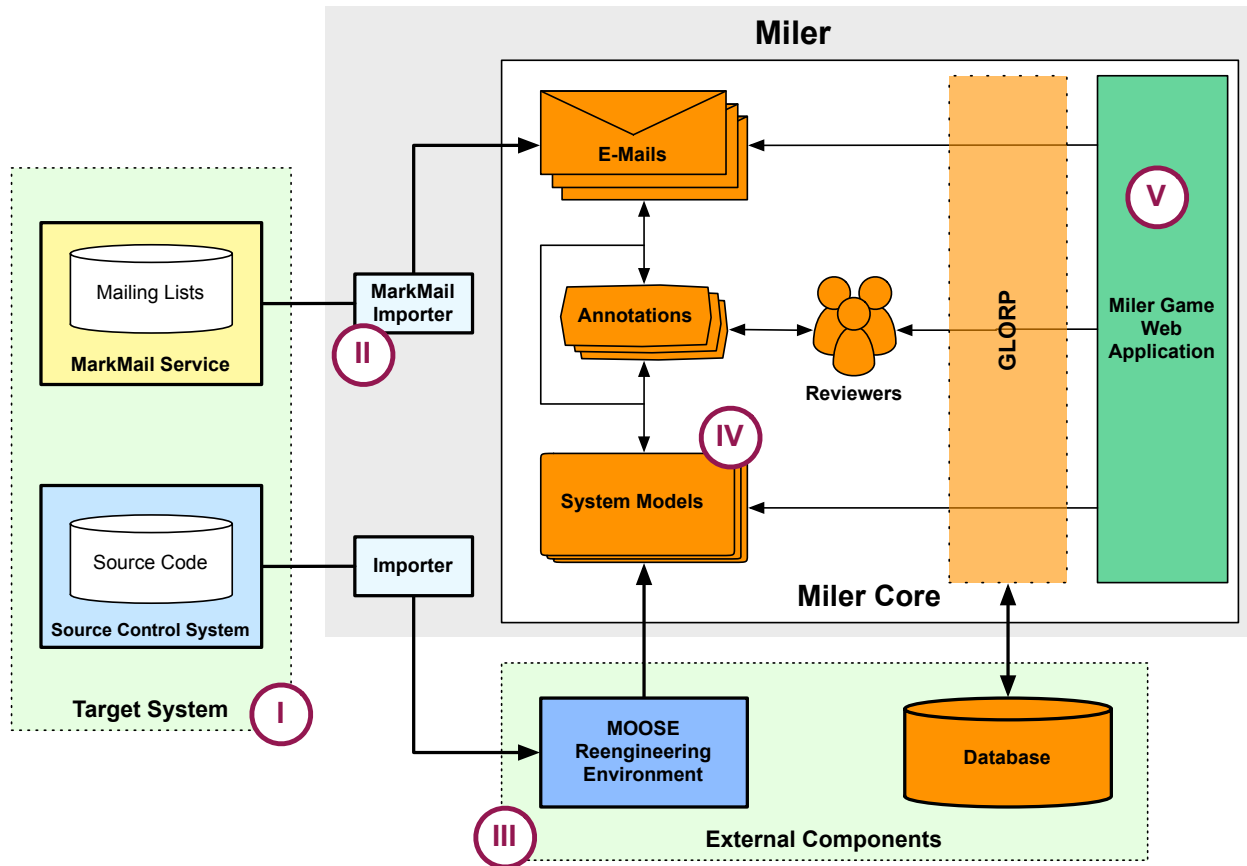 Miler
E-Mails
V
Mailing Lists
MarkMail Service
MarkMail
Importer
II
Annotations
Reviewers
GLORP
Miler Game
Web
Application
IV
System Models
Source Code
Source Control System
Importer
Miler Core
Target System
I
MOOSE
Reengineering
Environment
Database
III
External Components